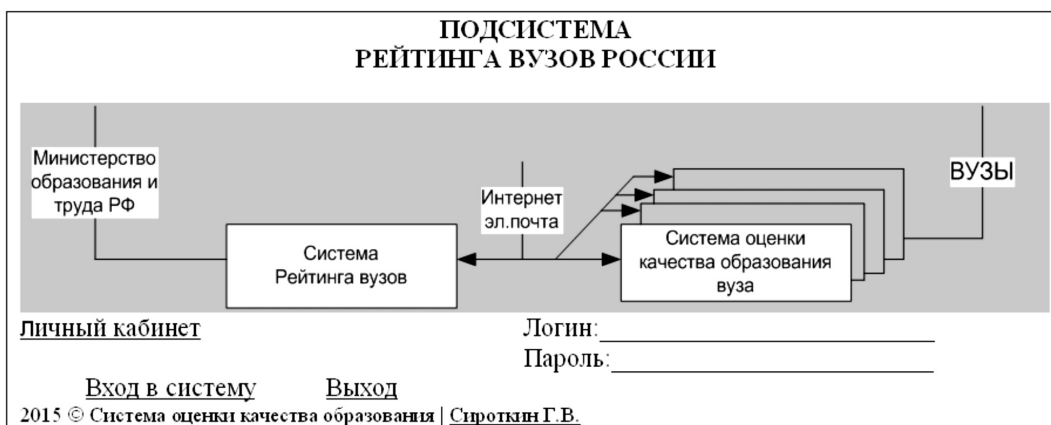 ПОДСИСТЕМА
РЕЙТИНГА ВУЗОВ РОССИИ
Министерство
образования и
труда РФ
Интернет
эл.почта
ВУЗЫ
Система
Рейтинга вузов
Система оценки
качества образования
вуза
Личный кабинет
Логин:
Пароль:
Вход в систему Выход
2015 © Система оценки качества образования | Сироткин Г.В.